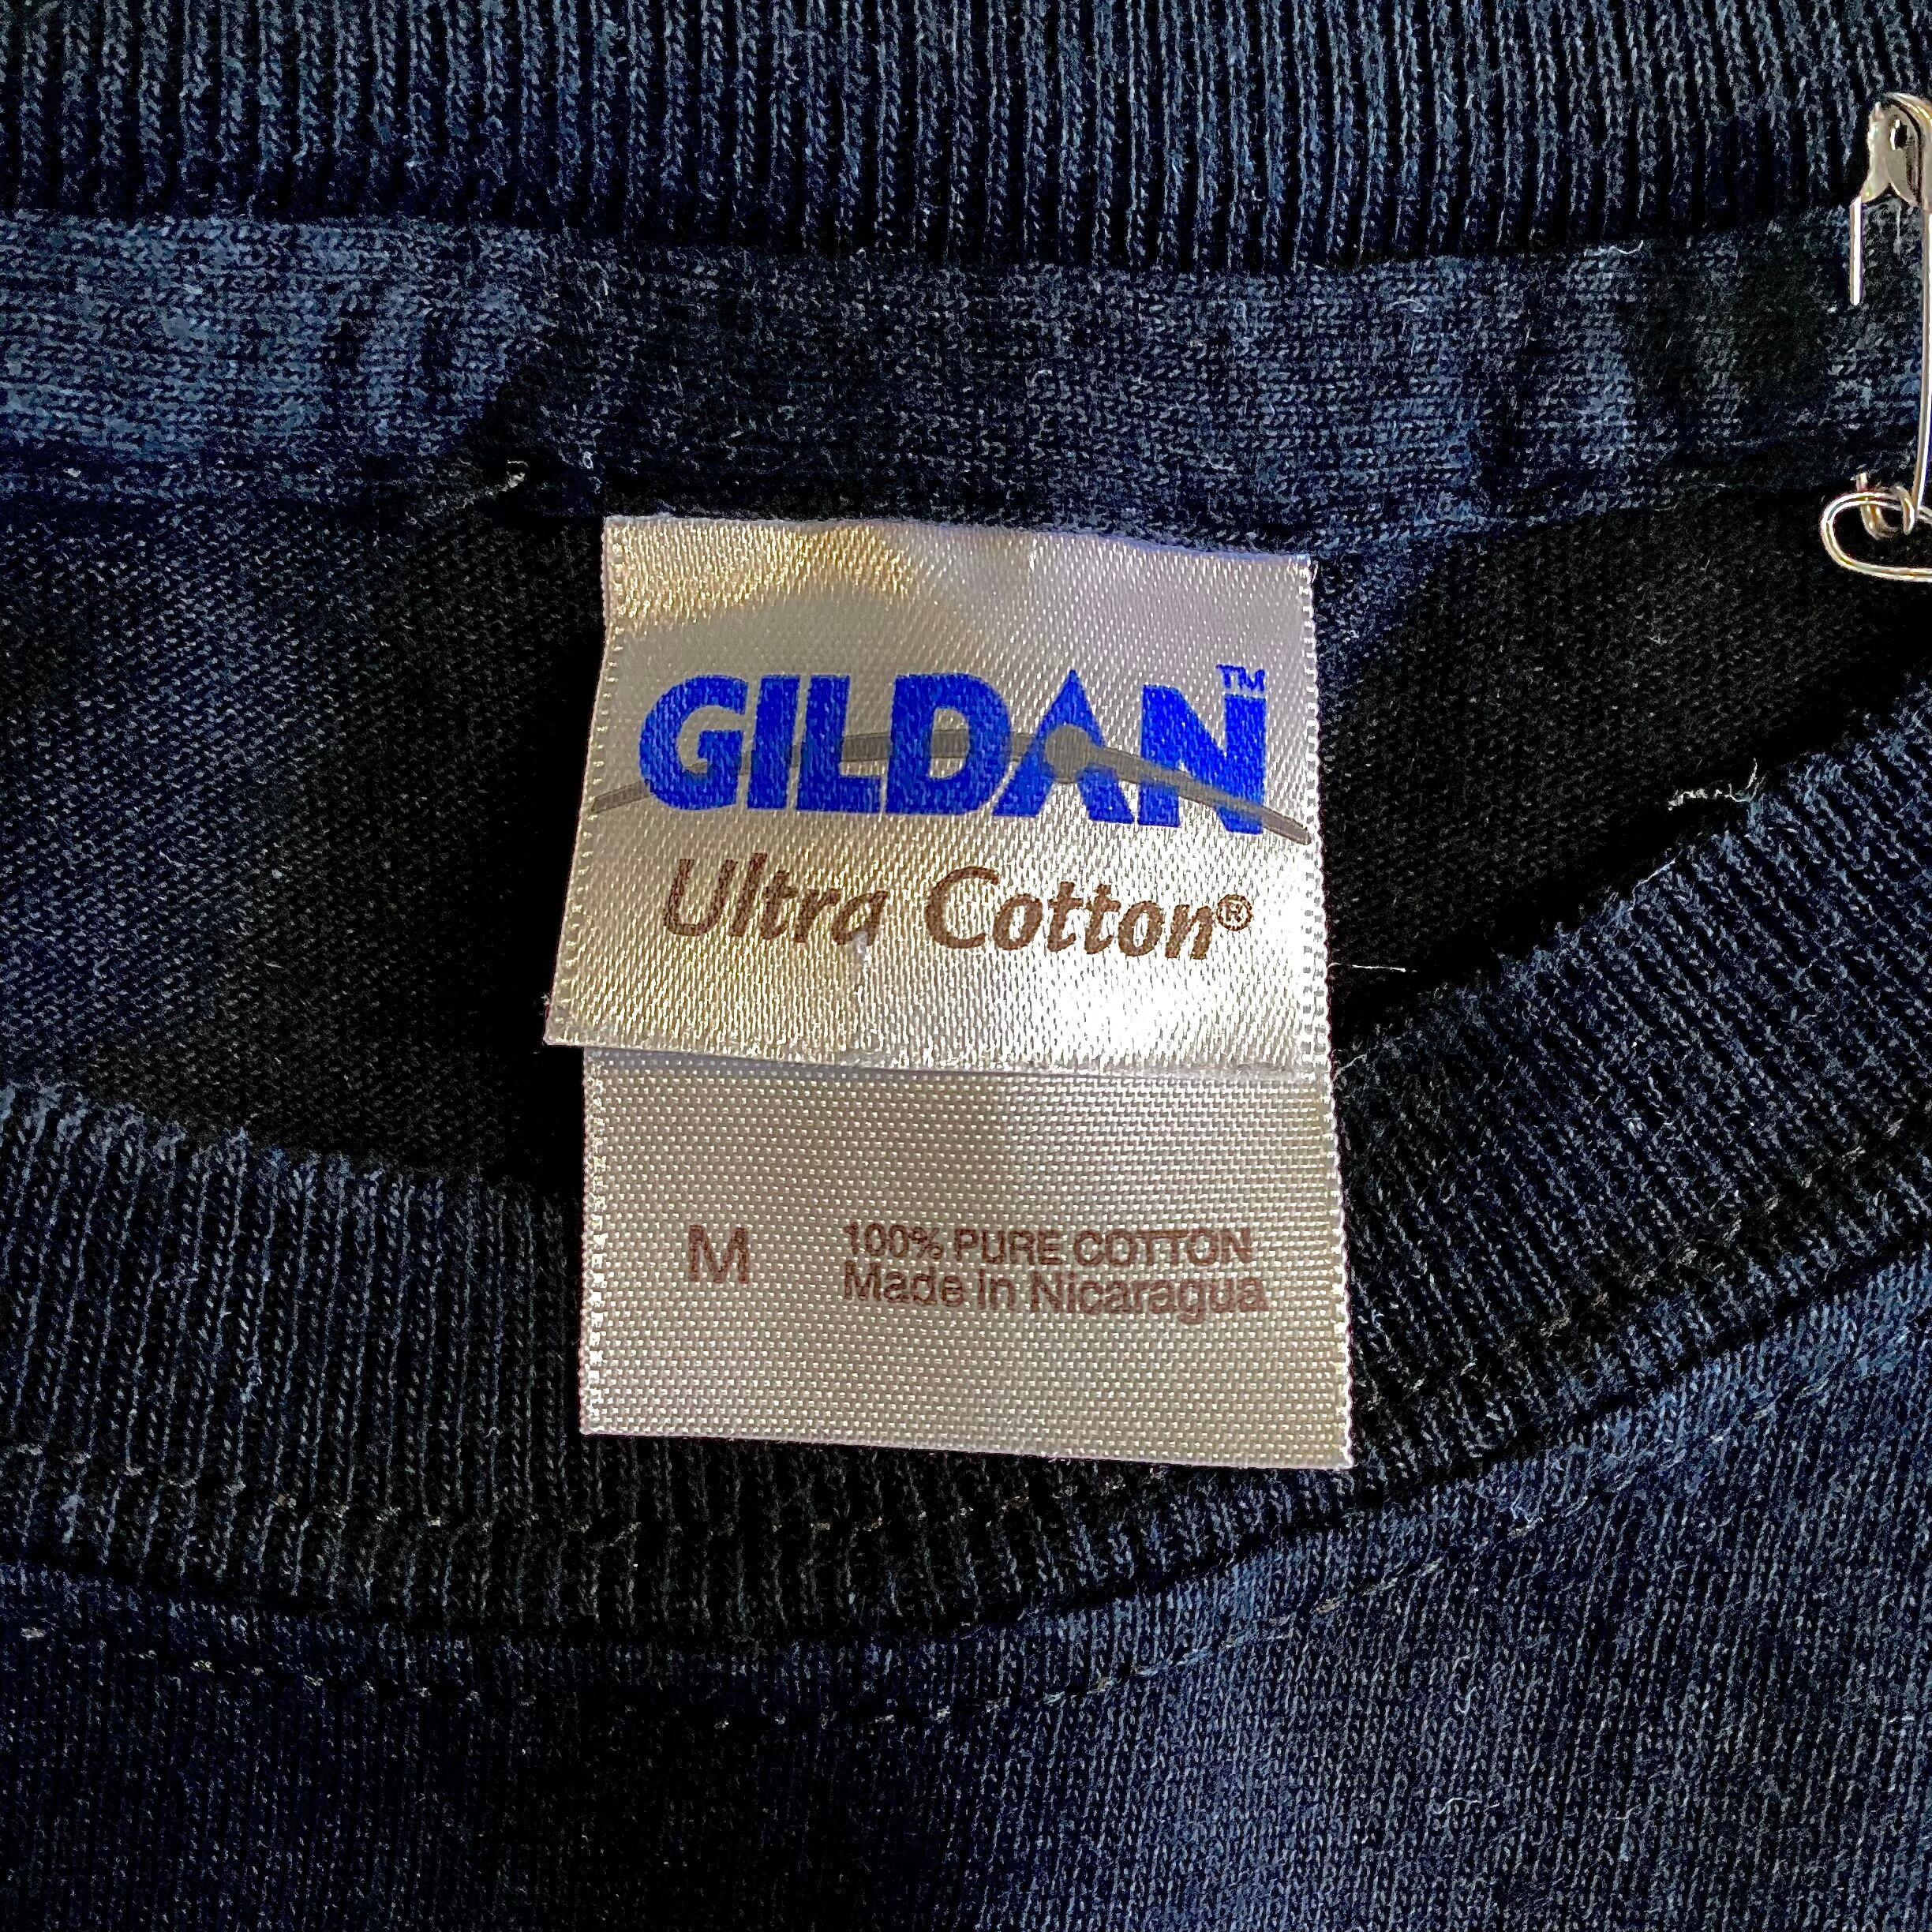 GILDAN™
Ultra Cotton®
M 100% PURE COTTON
Made in Nicaragua